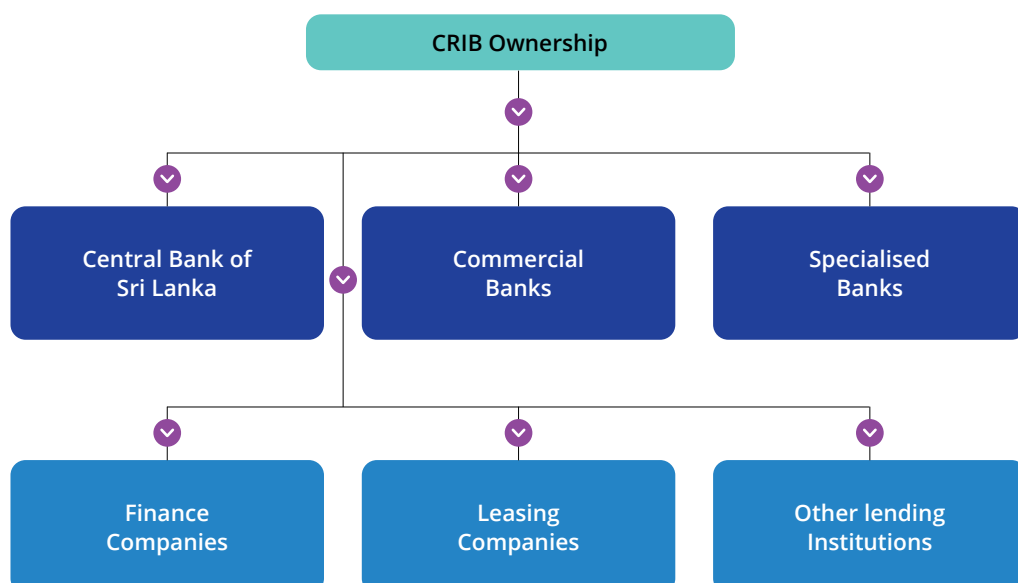 CRIB Ownership
Central Bank of
Sri Lanka
Commercial
Banks
Specialised
Banks
Finance
Companies
Leasing
Companies
Other lending
Institutions